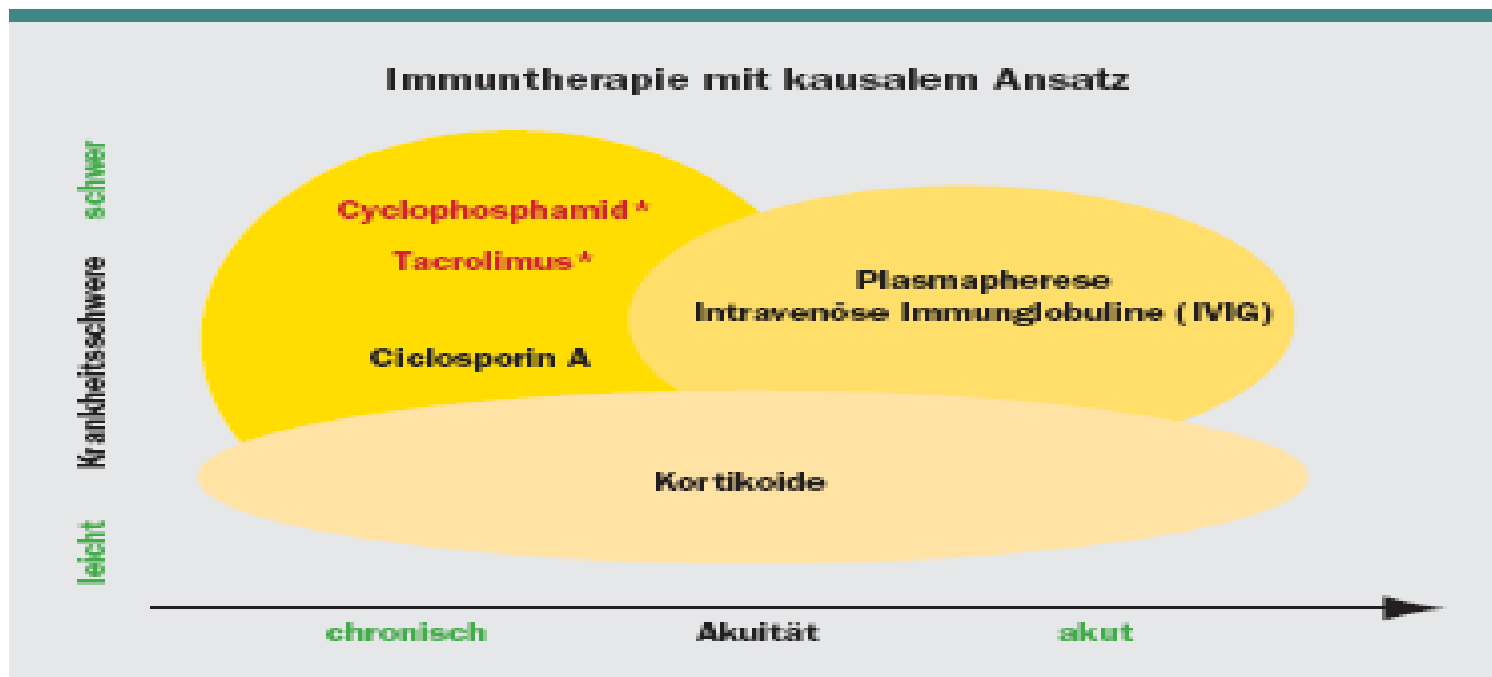 Immuntherapie mit kausalem Ansatz
schwer
Krankheitsschwere
leicht
Cyclophosphamid*
Tacrolimus*
Ciclosporin A
Plasmapherese
Intravenöse Immunglobuline (IVIG)
Kortikoide
chronisch
Akuität
akut